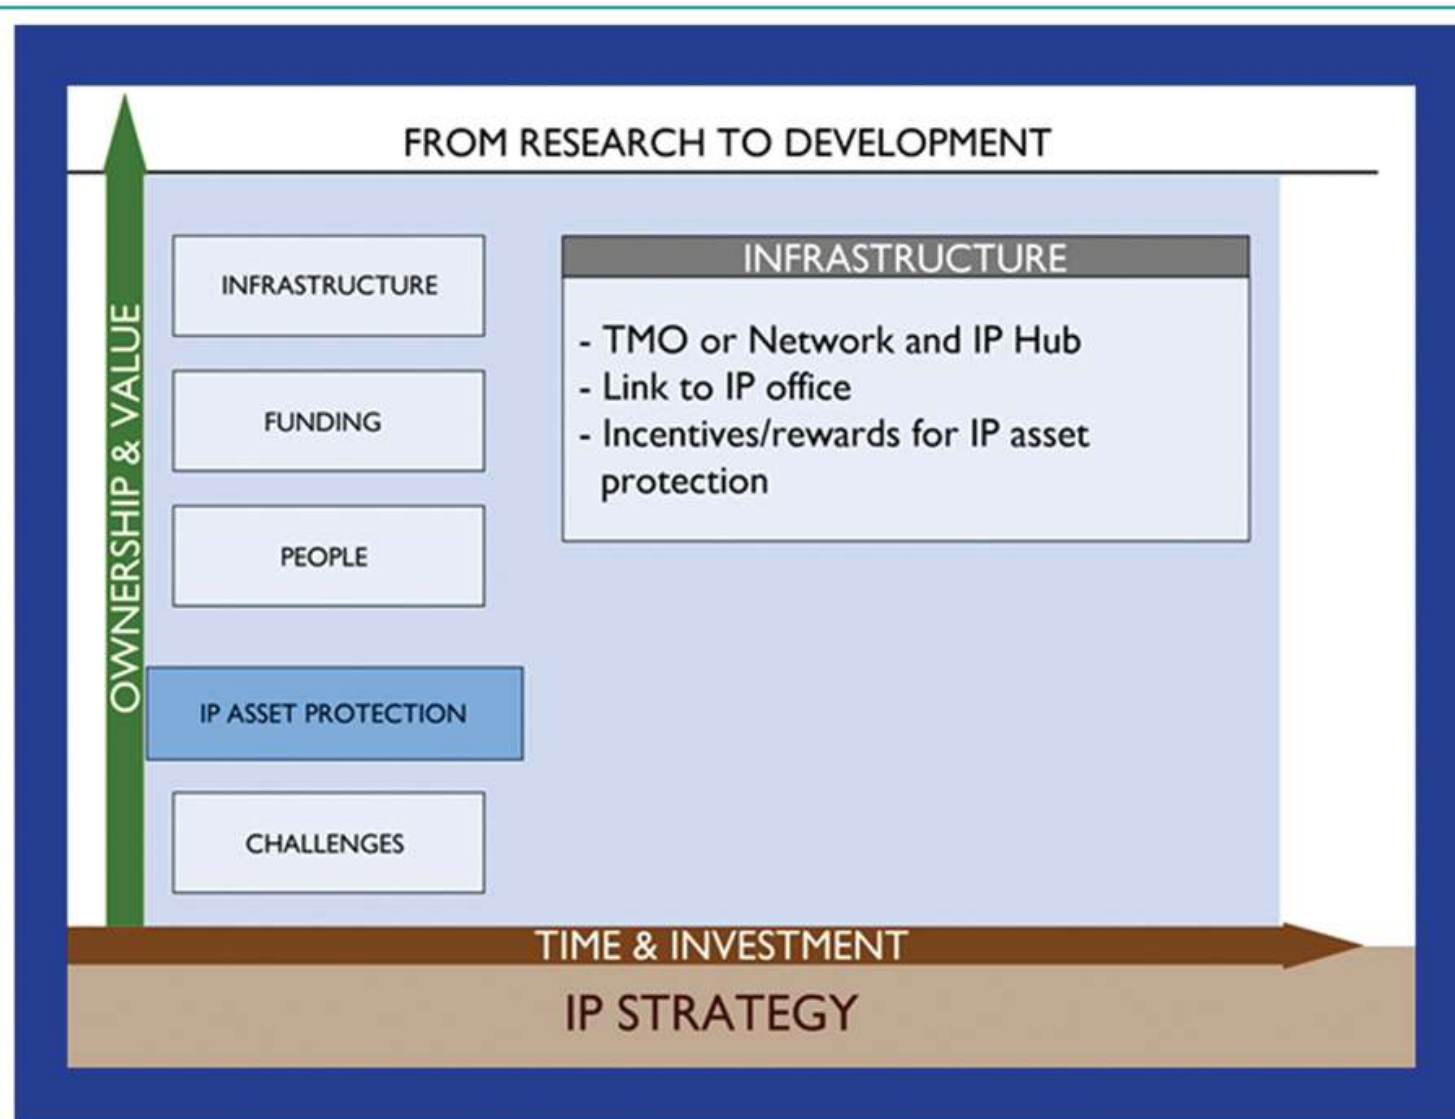 FROM RESEARCH TO DEVELOPMENT
OWNERSHIP & VALUE
INFRASTRUCTURE
FUNDING
PEOPLE
IP ASSET PROTECTION
CHALLENGES
INFRASTRUCTURE
- TMO or Network and IP Hub
- Link to IP office
- Incentives/rewards for IP asset
protection
TIME & INVESTMENT
IP STRATEGY